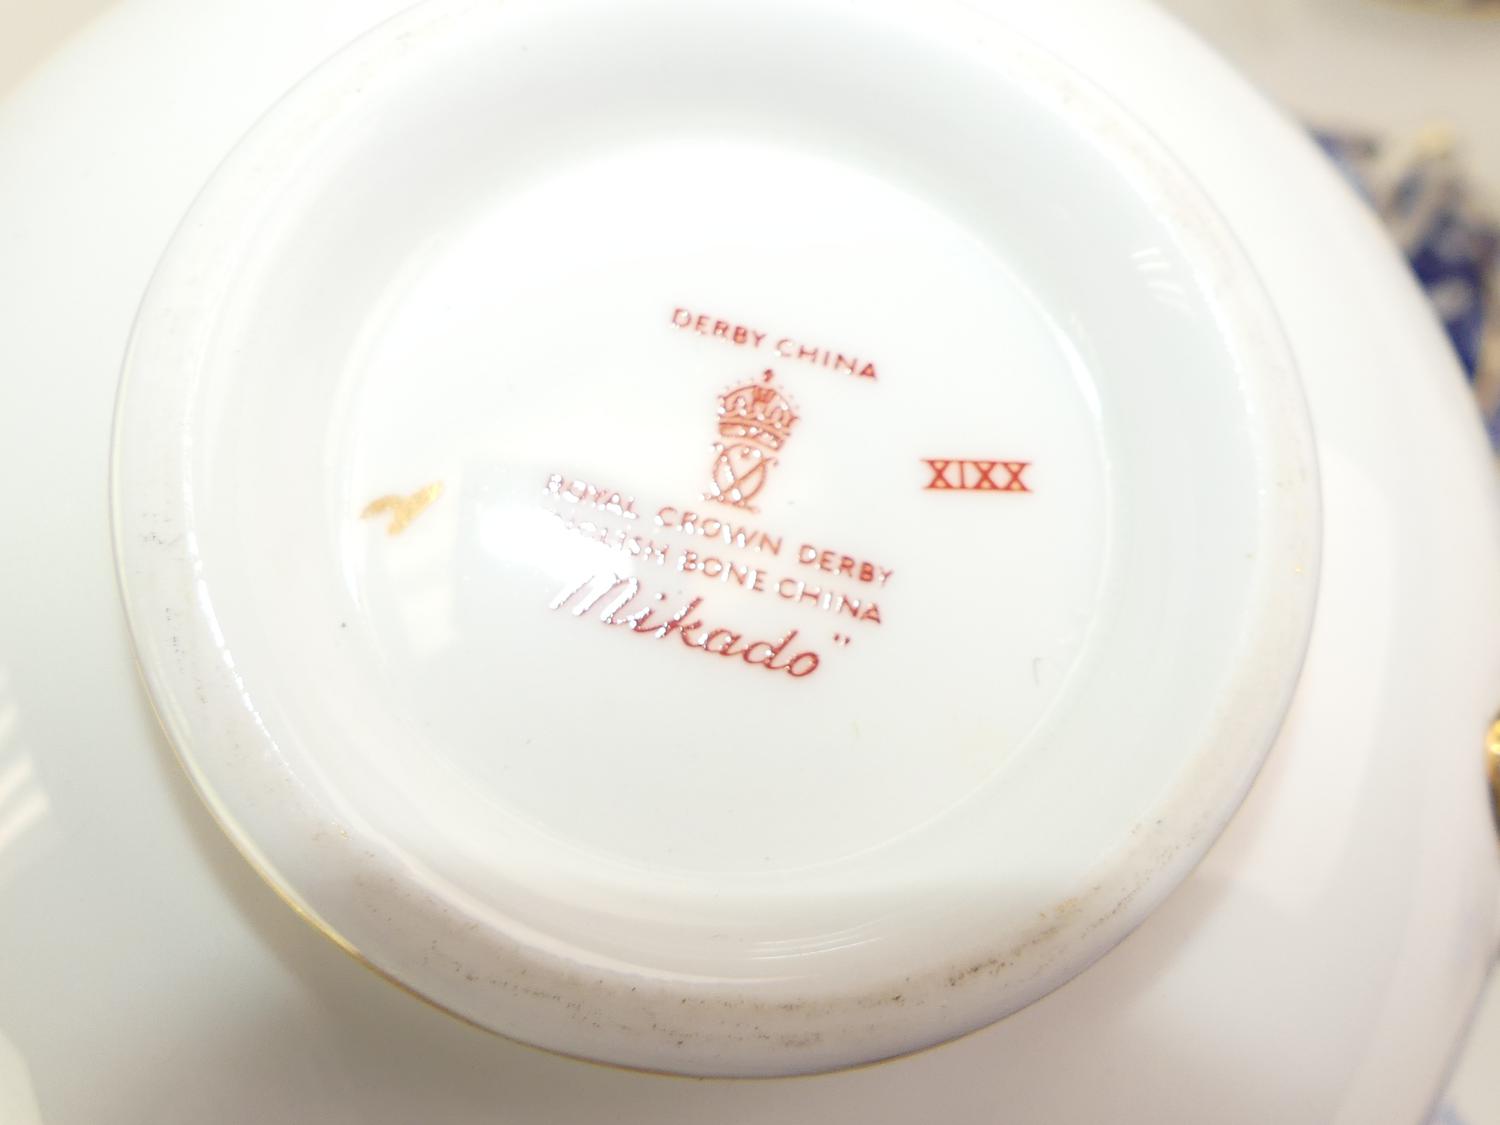 DERBY CHINA
XIXX
ROYAL CROWN DERBY
ENGLISH BONE CHINA
Mikado"